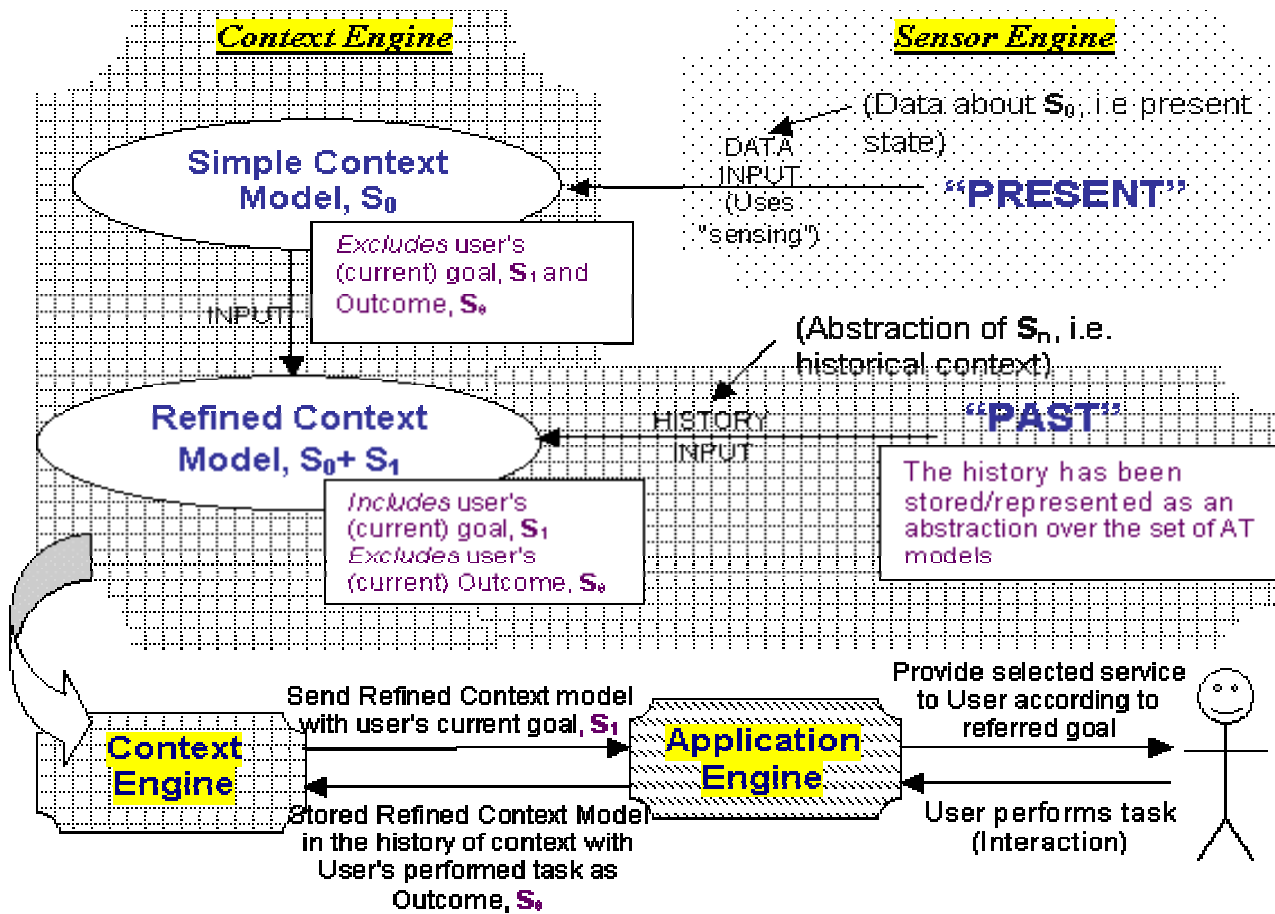 Context Engine
Sensor Engine
(Data about S₀, i.e present
state)
DATA
INPUT
(Uses
"sensing")
"PRESENT"
Simple Context
Model, S₀
Excludes user's
(current) goal, S₁ and
Outcome, Sₑ
INPUT
(Abstraction of Sₙ, i.e.
historical context)
HISTORY
INPUT
"PAST"
Refined Context
Model, S₀+ S₁
The history has been
stored/represented as an
abstraction over the set of AT
models
Includes user's
(current) goal, S₁
Excludes user's
(current) Outcome, Sₑ
Send Refined Context model
with user's current goal, S₁
Provide selected service
to User according to
referred goal
Context
Engine
Application
Engine
Stored Refined Context Model
in the history of context with
User's performed task as
Outcome, Sₑ
User performs task
(Interaction)